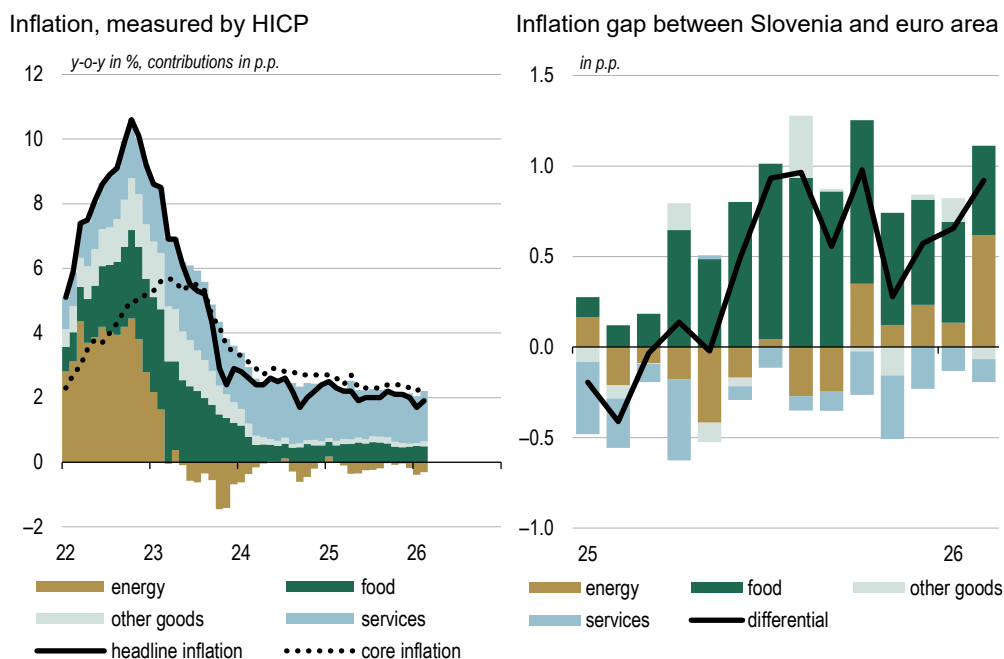 Inflation, measured by HICP
y-o-y in %, contributions in p.p.
12
10
8
6
4
2
0
–2
22 23 24 25 26
energy food
other goods services
headline inflation core inflation
Inflation gap between Slovenia and euro area
in p.p.
1.5
1.0
0.5
0.0
–0.5
–1.0
25 26
energy food other goods
services differential